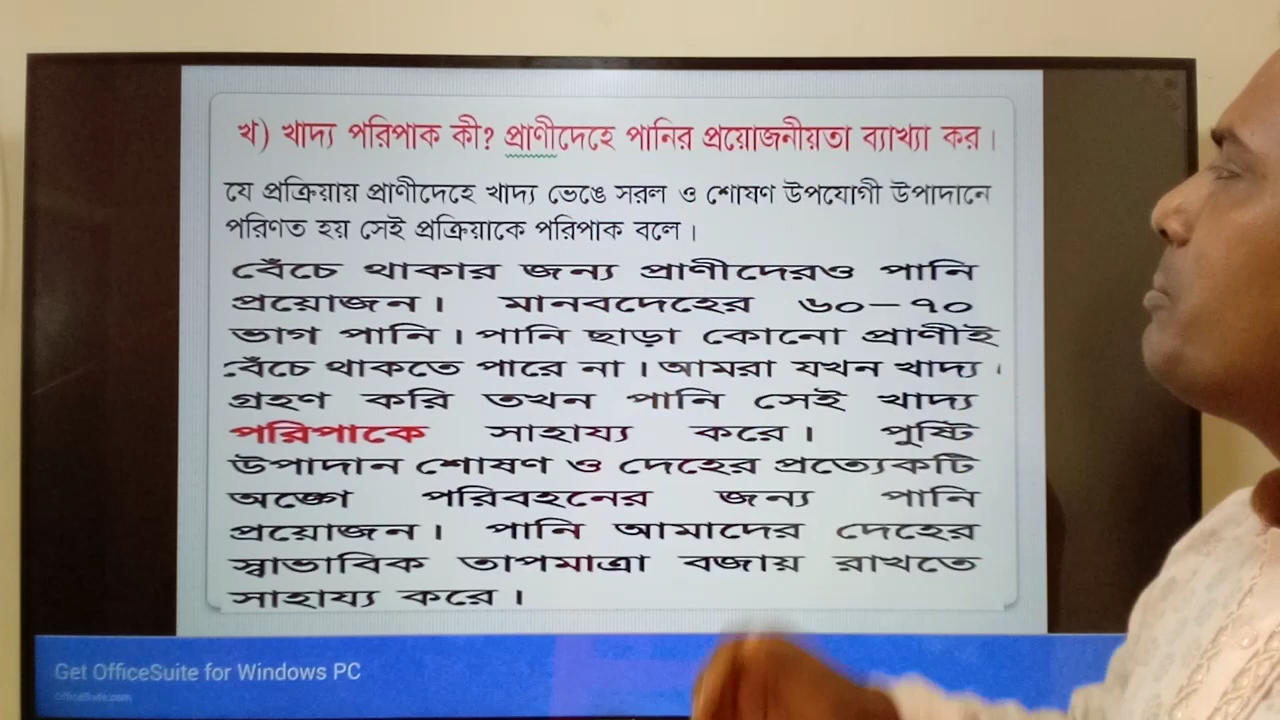 খ) খাদ্য পরিপাক কী? প্রাণীদেহে পানির প্রয়োজনীয়তা ব্যাখ্যা কর।
যে প্রক্রিয়ায় প্রাণীদেহে খাদ্য ভেঙে সরল ও শোষণ উপযোগী উপাদানে
পরিণত হয় সেই প্রক্রিয়াকে পরিপাক বলে।
বেঁচে থাকার জন্য প্রাণীদেরও পানি
প্রয়োজন। মানবদেহের ৬০–৭০
ভাগ পানি। পানি ছাড়া কোনো প্রাণীই
বেঁচে থাকতে পারে না। আমরা যখন খাদ্য
গ্রহণ করি তখন পানি সেই খাদ্য
পরিপাকে সাহায্য করে। পুষ্টি
উপাদান শোষণ ও দেহের প্রত্যেকটি
অঙ্গে পরিবহনের জন্য পানি
প্রয়োজন। পানি আমাদের দেহের
স্বাভাবিক তাপমাত্রা বজায় রাখতে
সাহায্য করে।
Get OfficeSuite for Windows PC
OfficeSuite.com